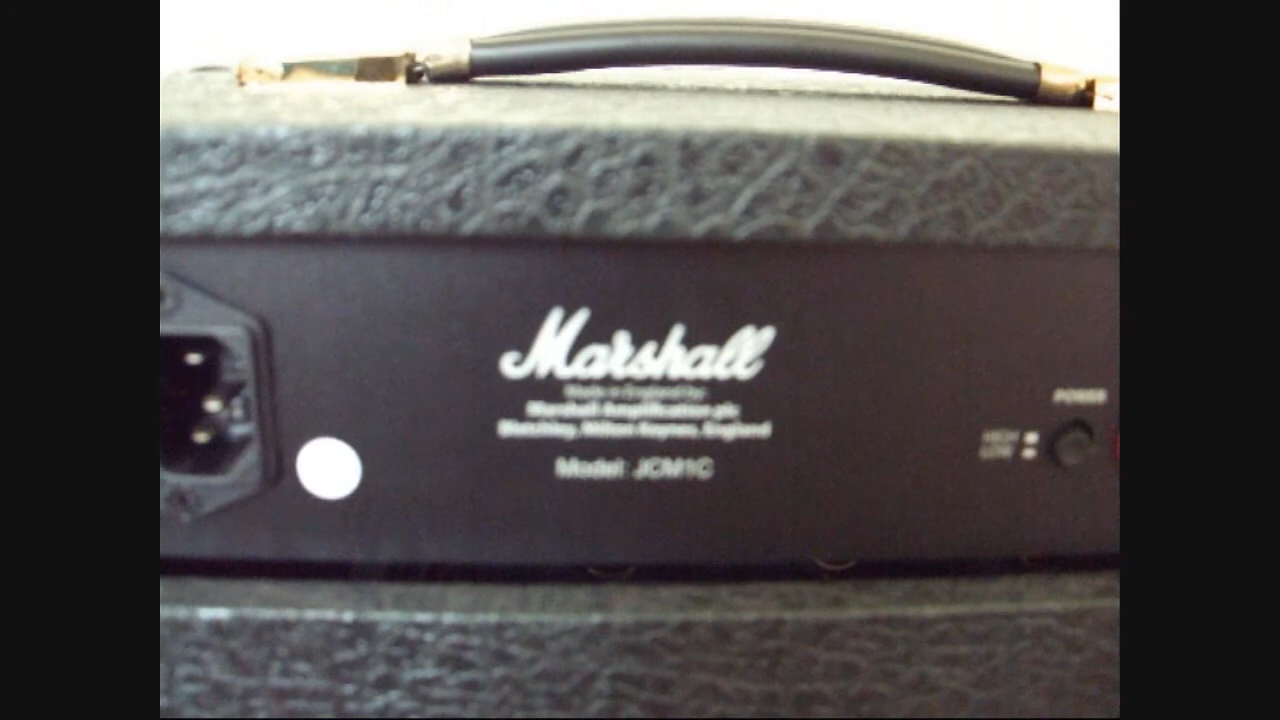 Marshall
Made in England by
Marshall Amplification plc
Bletchley, Milton Keynes, England
Model: JCM1C
POWER
HIGH
LOW